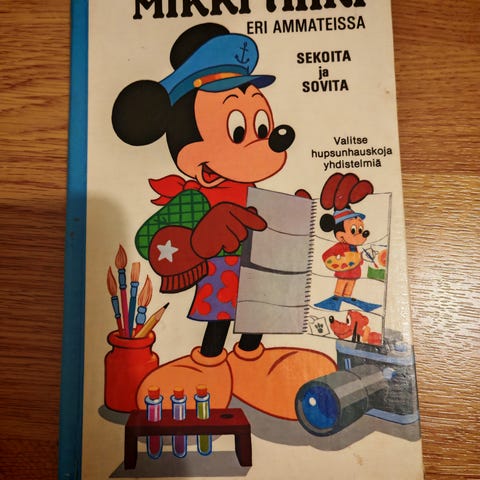 MIKKI HIIRI
ERI AMMATEISSA
SEKOITA
ja
SOVITA
Valitse
hupsunhauskoja
yhdistelmiä